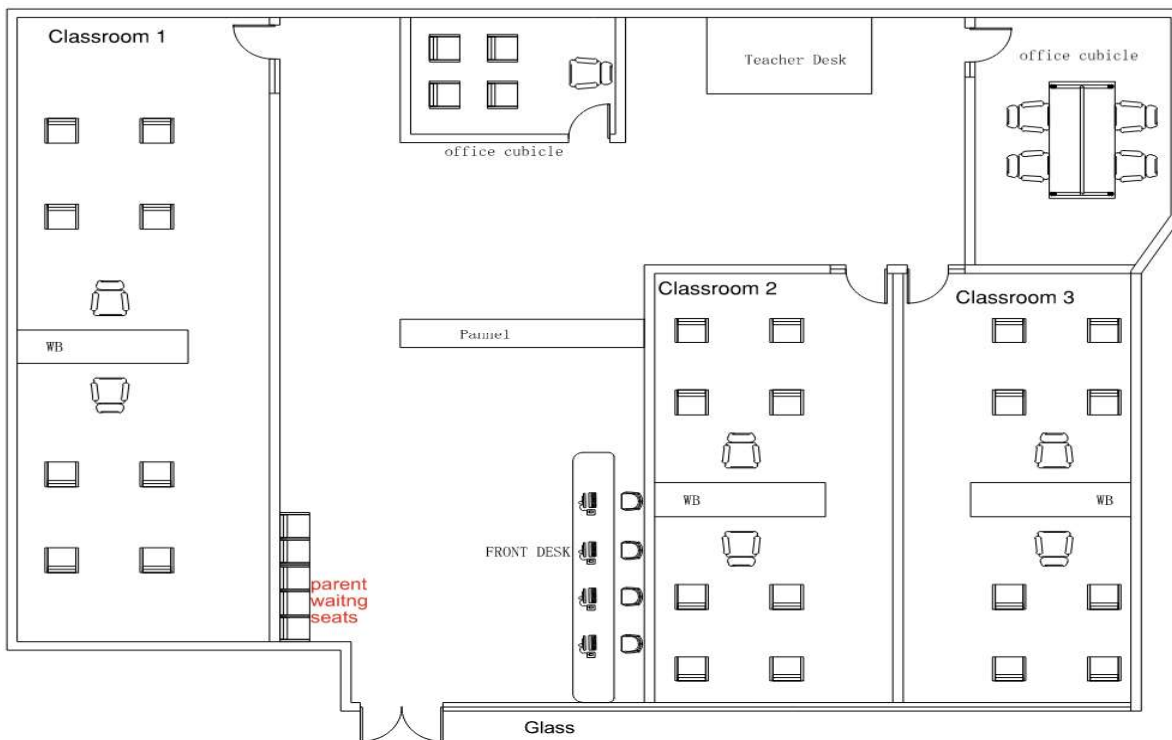 Classroom 1
Teacher Desk
office cubicle
office cubicle
Classroom 2
Classroom 3
Pannel
WB
WB
WB
FRONT DESK
parent
waitng
seats
Glass